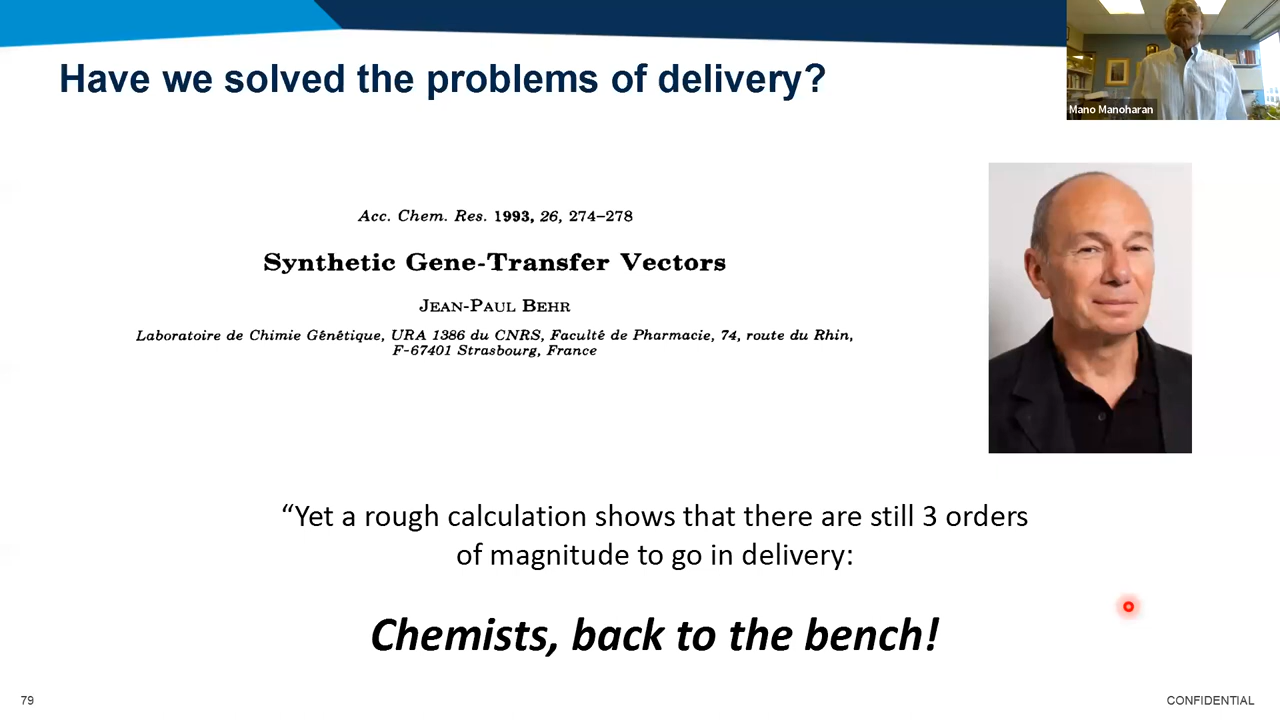 Have we solved the problems of delivery?
Mano Manoharan
Acc. Chem. Res. 1993, 26, 274–278
Synthetic Gene-Transfer Vectors
JEAN-PAUL BEHR
Laboratoire de Chimie Génétique, URA 1386 du CNRS, Faculté de Pharmacie, 74, route du Rhin,
F-67401 Strasbourg, France
“Yet a rough calculation shows that there are still 3 orders
of magnitude to go in delivery:
Chemists, back to the bench!
79
CONFIDENTIAL